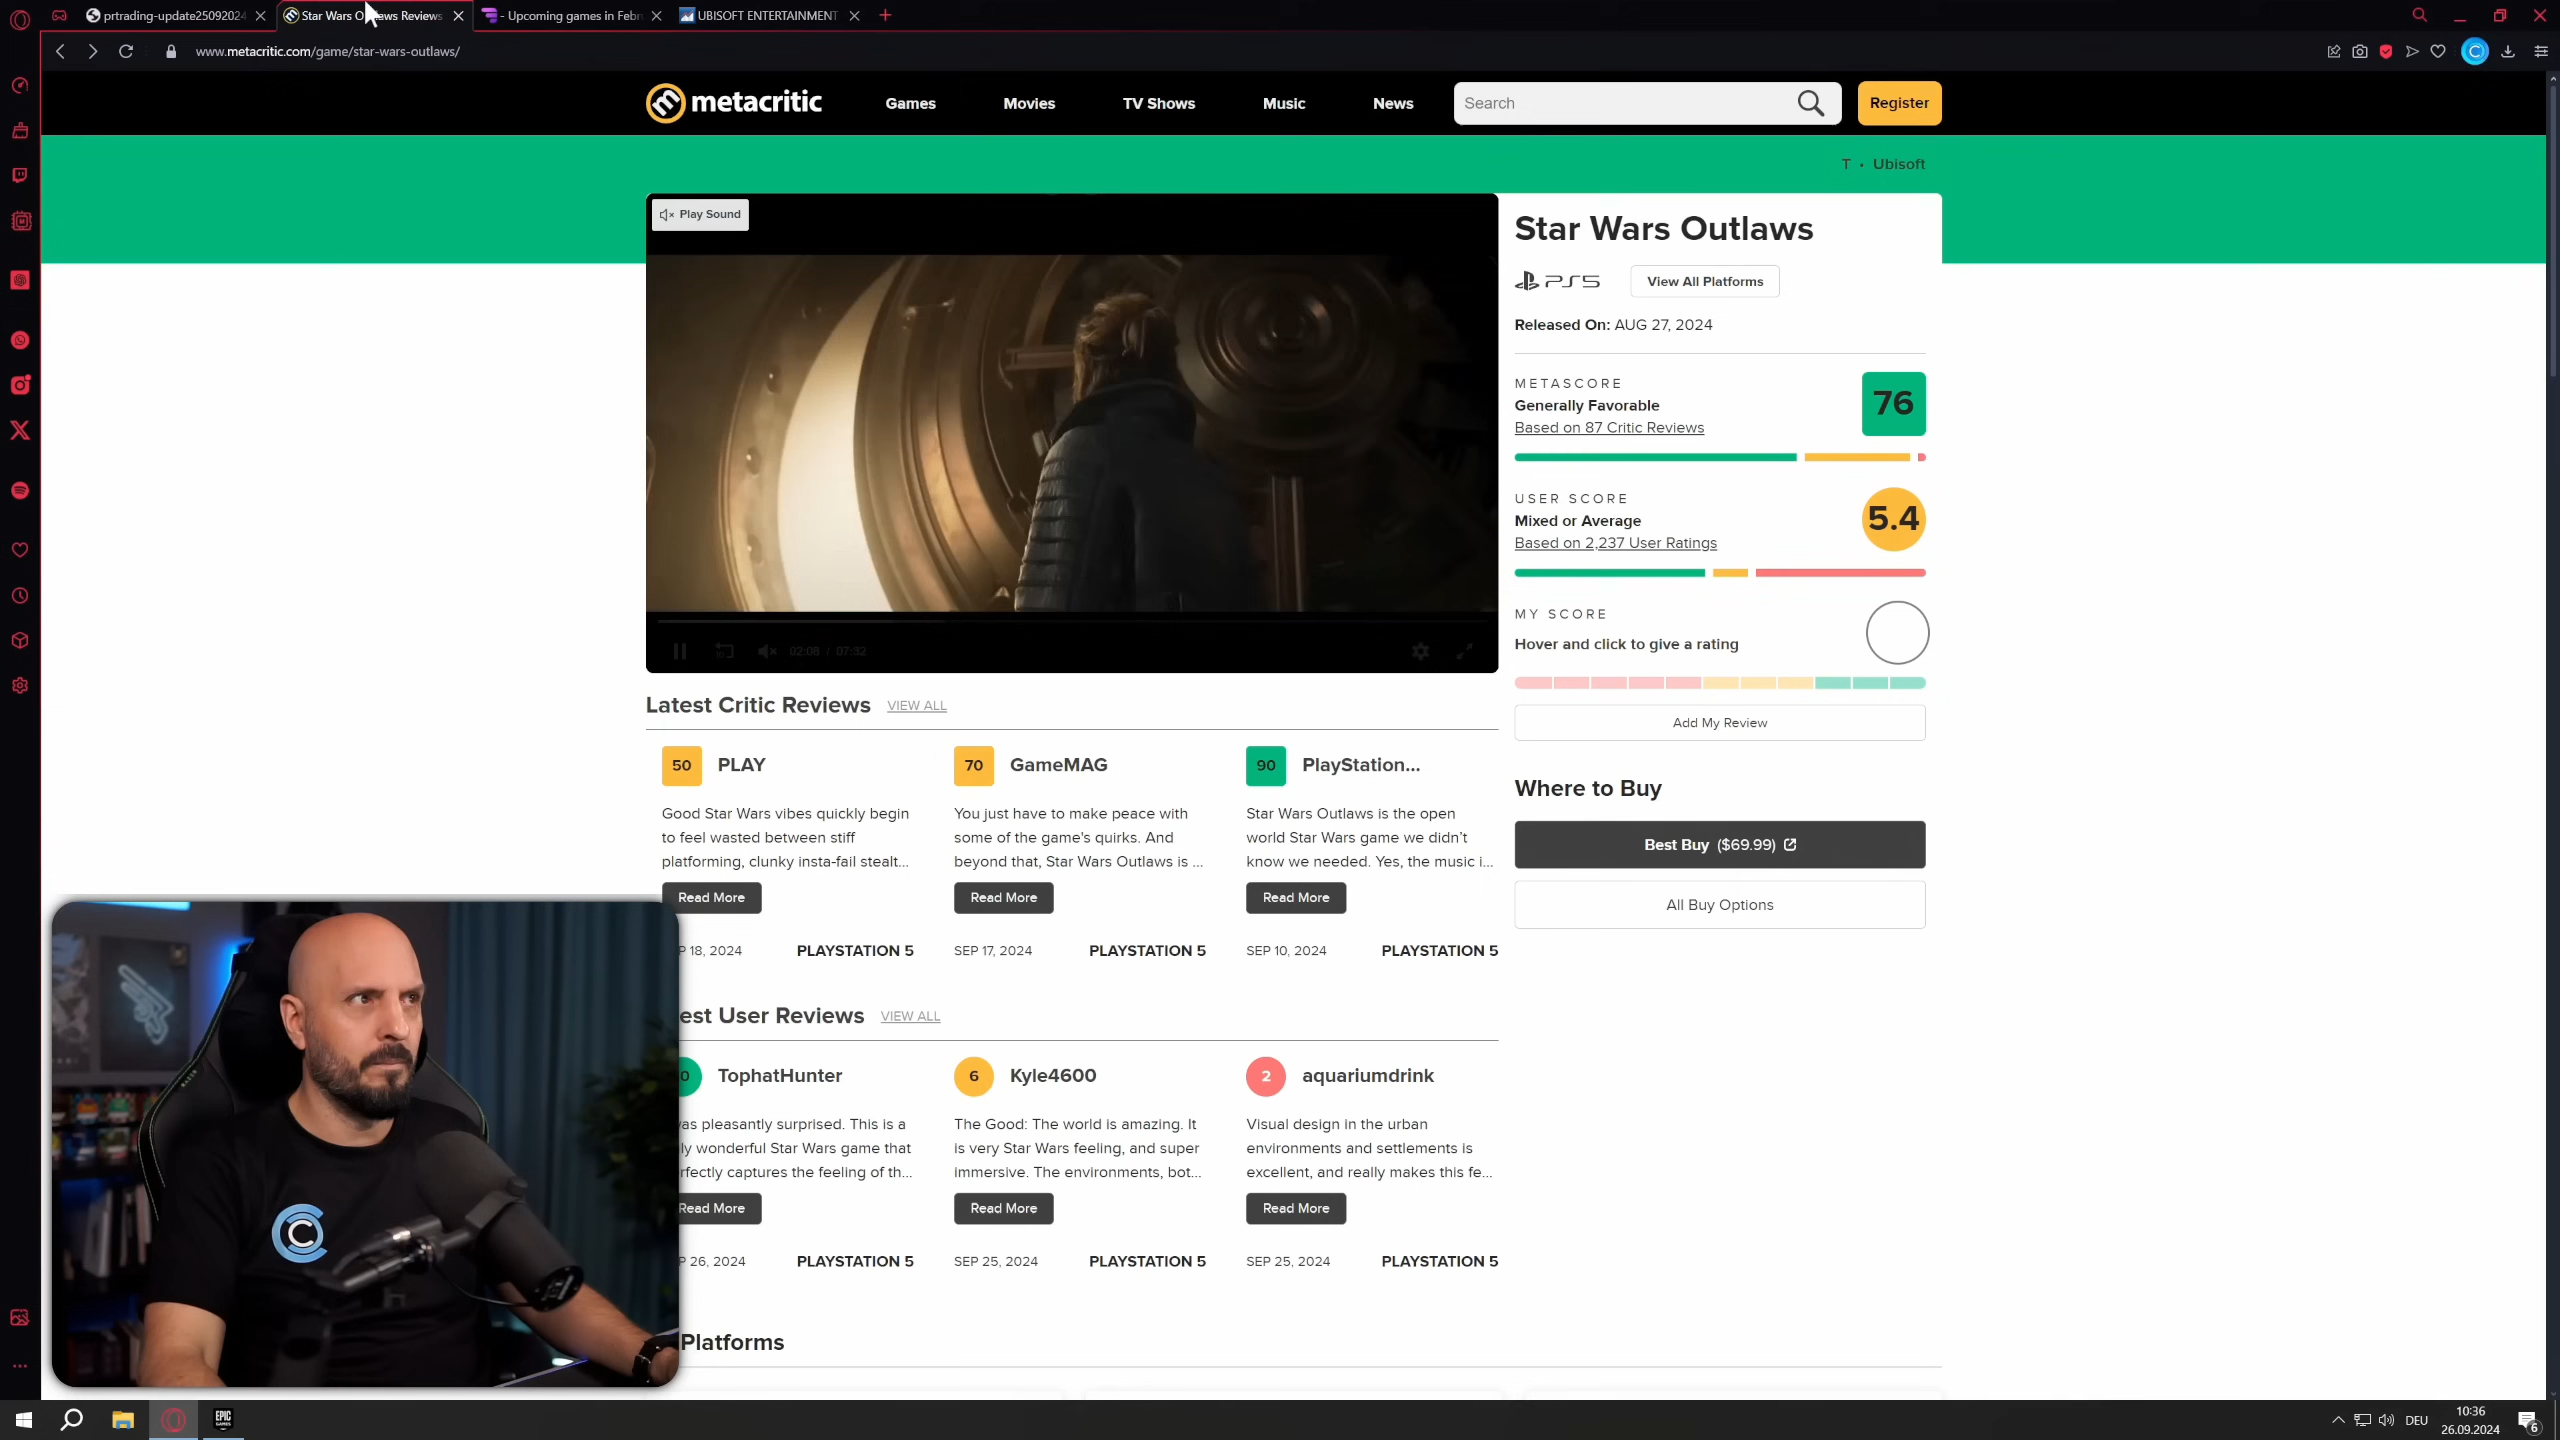 prtrading-update25092024
Star Wars Outlaws Reviews
- Upcoming games in Febr
UBISOFT ENTERTAINMENT
www.metacritic.com/game/star-wars-outlaws/
metacritic
Games
Movies
TV Shows
Music
News
Search
Register
T • Ubisoft
Play Sound
02:08 / 07:32
Star Wars Outlaws
PS5
View All Platforms
Released On: AUG 27, 2024
METASCORE
Generally Favorable
Based on 87 Critic Reviews
76
USER SCORE
Mixed or Average
Based on 2,237 User Ratings
5.4
MY SCORE
Hover and click to give a rating
Add My Review
Where to Buy
Best Buy ($69.99)
All Buy Options
Latest Critic Reviews VIEW ALL
50 PLAY
Good Star Wars vibes quickly begin
to feel wasted between stiff
platforming, clunky insta-fail stealt...
Read More
P 18, 2024 PLAYSTATION 5
70 GameMAG
You just have to make peace with
some of the game's quirks. And
beyond that, Star Wars Outlaws is ...
Read More
SEP 17, 2024 PLAYSTATION 5
90 PlayStation...
Star Wars Outlaws is the open
world Star Wars game we didn't
know we needed. Yes, the music i...
Read More
SEP 10, 2024 PLAYSTATION 5
est User Reviews VIEW ALL
0 TophatHunter
as pleasantly surprised. This is a
ly wonderful Star Wars game that
rfectly captures the feeling of th...
Read More
P 26, 2024 PLAYSTATION 5
6 Kyle4600
The Good: The world is amazing. It
is very Star Wars feeling, and super
immersive. The environments, bot...
Read More
SEP 25, 2024 PLAYSTATION 5
2 aquariumdrink
Visual design in the urban
environments and settlements is
excellent, and really makes this fe...
Read More
SEP 25, 2024 PLAYSTATION 5
Platforms
EPIC
GAMES
DEU
10:36
26.09.2024
6